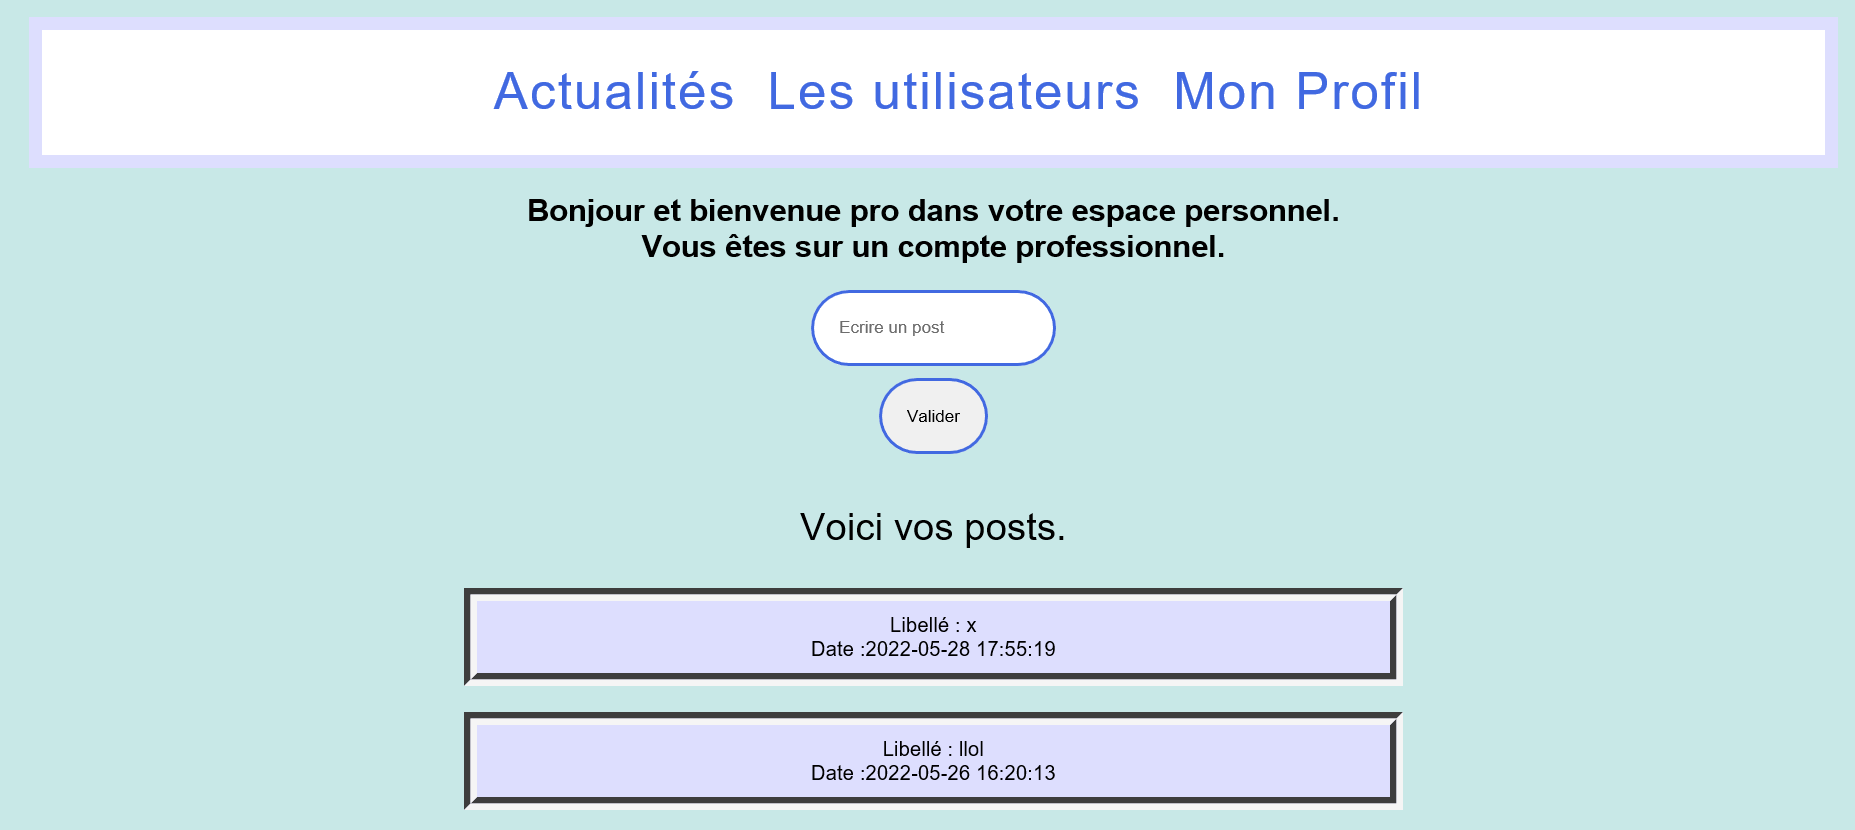 Actualités Les utilisateurs Mon Profil
Bonjour et bienvenue pro dans votre espace personnel.
Vous êtes sur un compte professionnel.
Ecrire un post
Valider
Voici vos posts.
Libellé : x
Date :2022-05-28 17:55:19
Libellé : llol
Date :2022-05-26 16:20:13